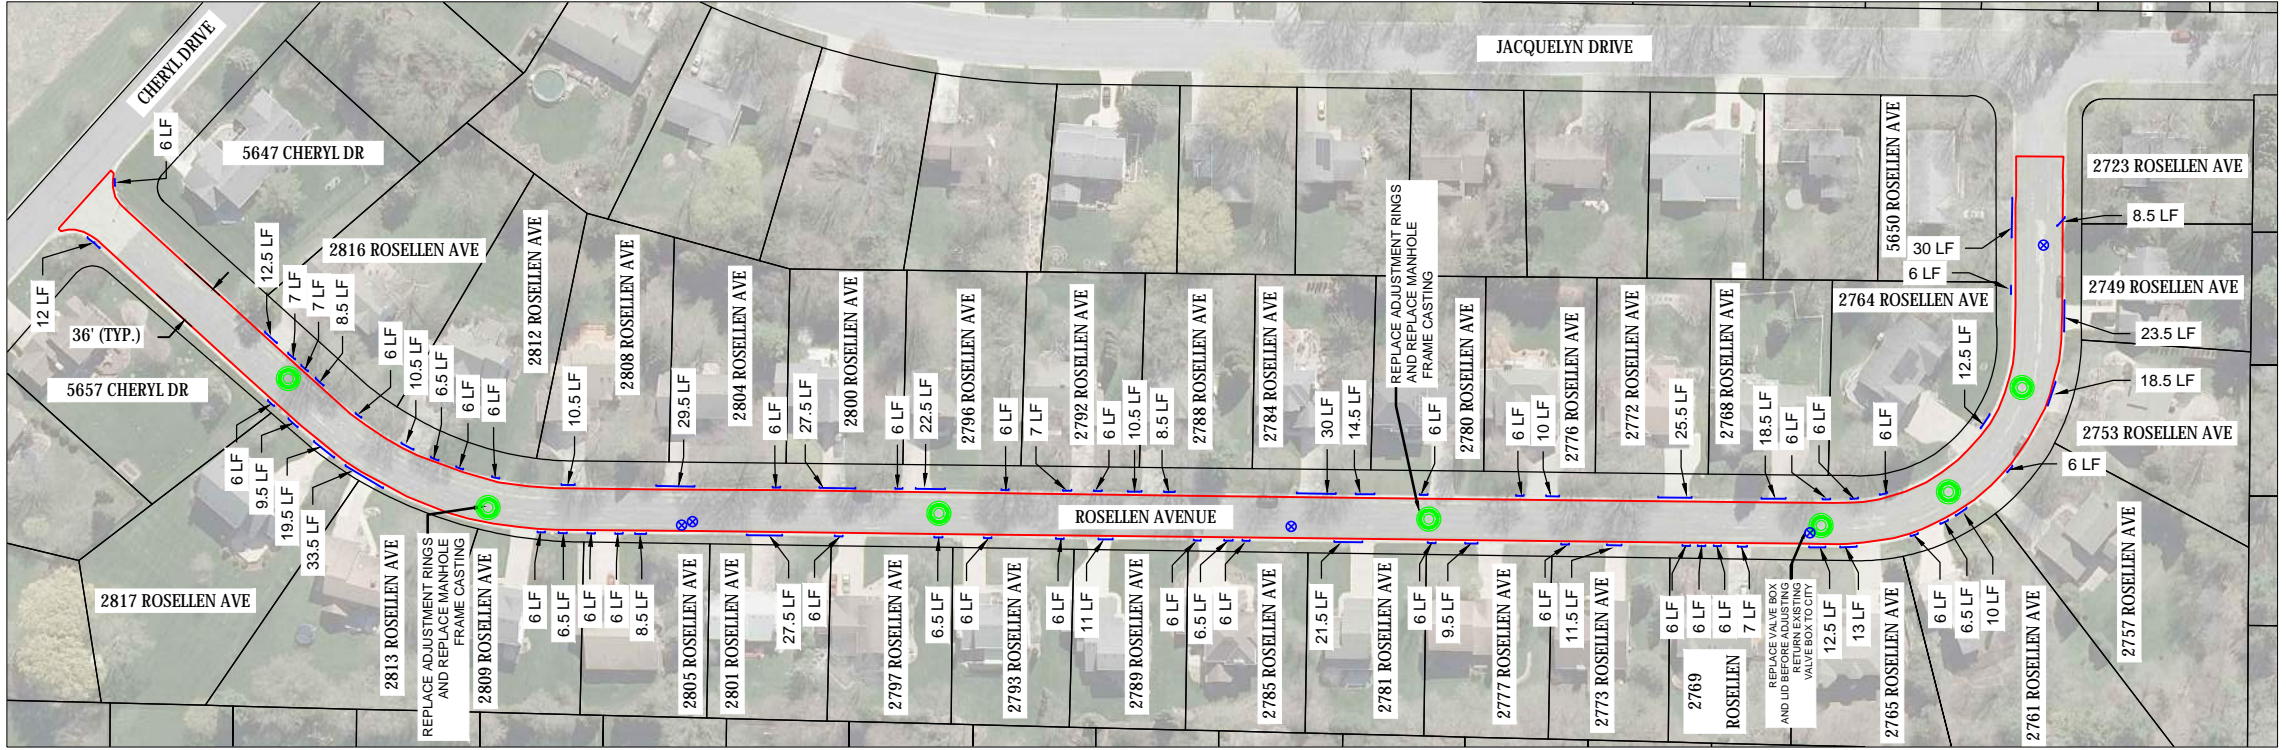 JACQUELYN DRIVE
CHERYL DRIVE
6 LF
5647 CHERYL DR
5650 ROSELLEN AVE
2723 ROSELLEN AVE
8.5 LF
30 LF
6 LF
12 LF
36' (TYP.)
12.5 LF
7 LF
7 LF
8.5 LF
2816 ROSELLEN AVE
2812 ROSELLEN AVE
2808 ROSELLEN AVE
2804 ROSELLEN AVE
2800 ROSELLEN AVE
2796 ROSELLEN AVE
2792 ROSELLEN AVE
2788 ROSELLEN AVE
2784 ROSELLEN AVE
REPLACE ADJUSTMENT RINGS
AND REPLACE MANHOLE
FRAME CASTING
2780 ROSELLEN AVE
2776 ROSELLEN AVE
2772 ROSELLEN AVE
2768 ROSELLEN AVE
2764 ROSELLEN AVE
2749 ROSELLEN AVE
23.5 LF
5657 CHERYL DR
6 LF
10.5 LF
6.5 LF
6 LF
6 LF
10.5 LF
29.5 LF
6 LF
27.5 LF
6 LF
22.5 LF
6 LF
7 LF
6 LF
10.5 LF
8.5 LF
30 LF
14.5 LF
6 LF
6 LF
10 LF
25.5 LF
18.5 LF
6 LF
6 LF
6 LF
12.5 LF
18.5 LF
2753 ROSELLEN AVE
6 LF
6 LF
9.5 LF
19.5 LF
33.5 LF
ROSELLEN AVENUE
2817 ROSELLEN AVE
2813 ROSELLEN AVE
REPLACE ADJUSTMENT RINGS
AND REPLACE MANHOLE
FRAME CASTING
2809 ROSELLEN AVE
6 LF
6.5 LF
6 LF
6 LF
8.5 LF
2805 ROSELLEN AVE
2801 ROSELLEN AVE
27.5 LF
6 LF
2797 ROSELLEN AVE
6.5 LF
6 LF
2793 ROSELLEN AVE
6 LF
11 LF
2789 ROSELLEN AVE
6 LF
6.5 LF
6 LF
2785 ROSELLEN AVE
21.5 LF
2781 ROSELLEN AVE
6 LF
9.5 LF
2777 ROSELLEN AVE
6 LF
11.5 LF
2773 ROSELLEN AVE
6 LF
6 LF
6 LF
7 LF
2769
ROSELLEN
REPLACE VALVE BOX
AND LID BEFORE ADJUSTING
RETURN EXISTING
VALVE BOX TO CITY
12.5 LF
13 LF
2765 ROSELLEN AVE
6 LF
6.5 LF
10 LF
2761 ROSELLEN AVE
2757 ROSELLEN AVE